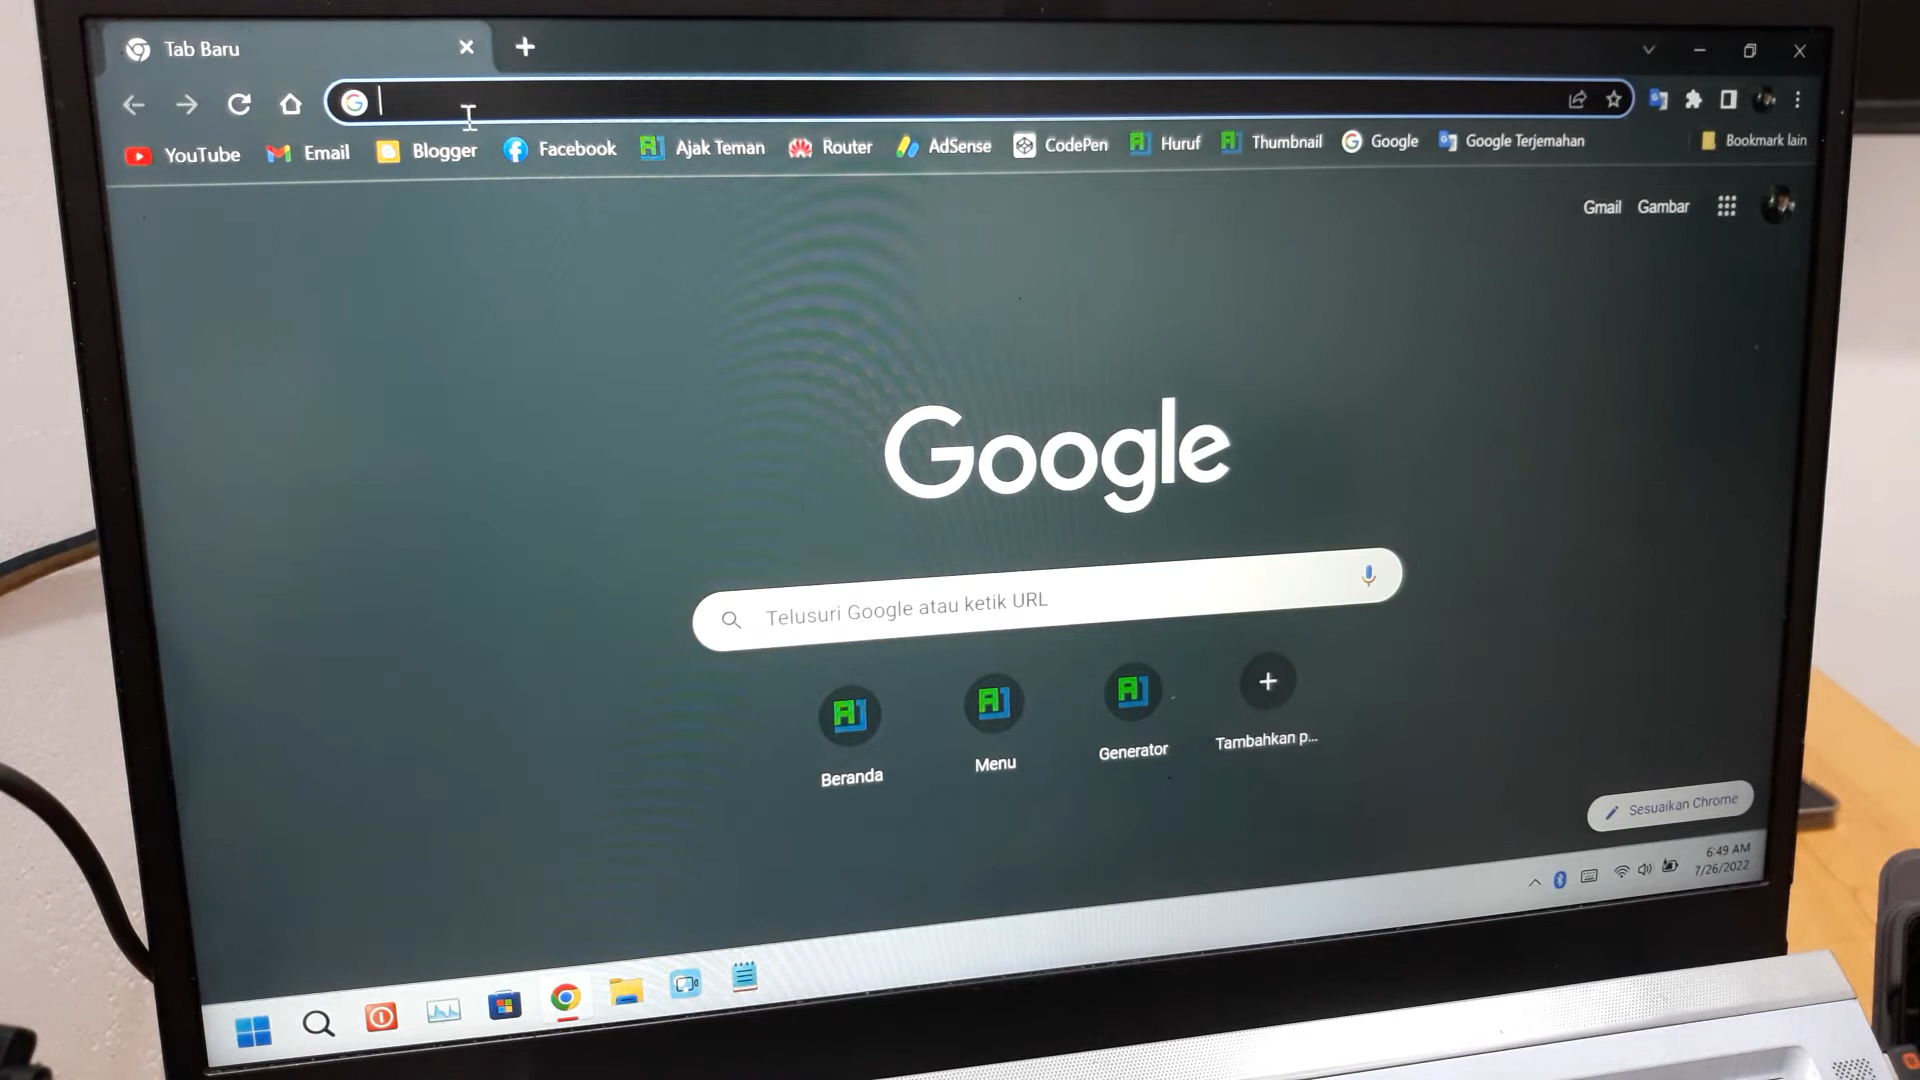 Tab Baru
YouTube Email Blogger Facebook Ajak Teman Router AdSense CodePen Huruf Thumbnail Google Google Terjemahan Bookmark lain
Gmail Gambar
Google
Telusuri Google atau ketik URL
Beranda Menu Generator Tambahkan p...
Sesuaikan Chrome
6:49 AM
7/26/2022